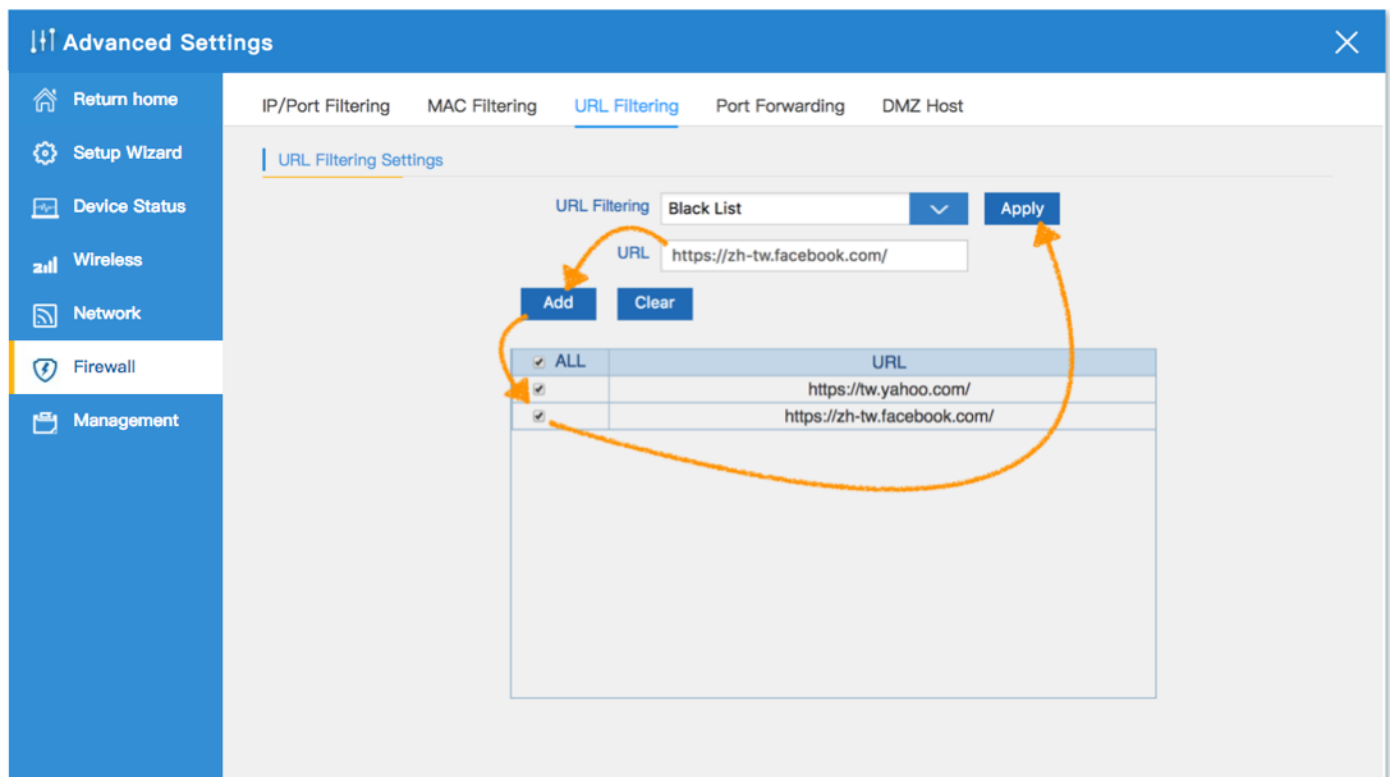 Advanced Settings
Return home
Setup Wizard
Device Status
Wireless
Network
Firewall
Management
IP/Port Filtering MAC Filtering URL Filtering Port Forwarding DMZ Host
URL Filtering Settings
URL Filtering Black List Apply
URL https://zh-tw.facebook.com/
Add Clear
ALL URL
https://tw.yahoo.com/
https://zh-tw.facebook.com/